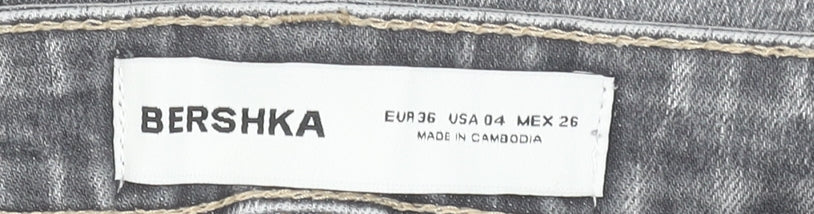 BERSHKA
EUR 36 USA 04 MEX 26
MADE IN CAMBODIA